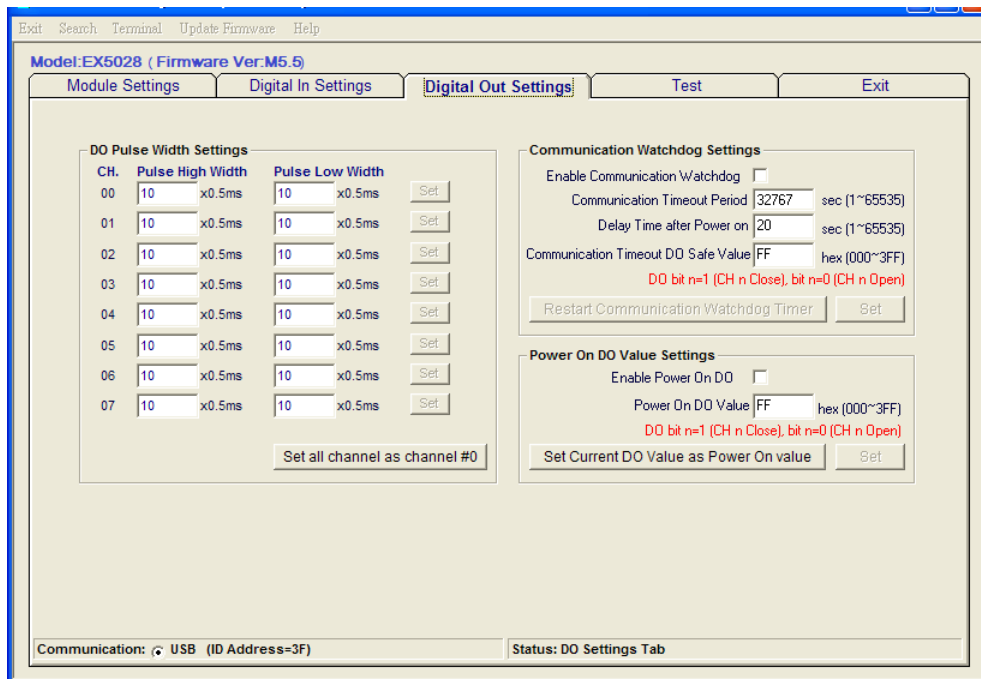 Exit Search Terminal Update Firmware Help
Model:EX5028 ( Firmware Ver:M5.5)
Module Settings Digital In Settings Digital Out Settings Test Exit
DO Pulse Width Settings
CH. Pulse High Width Pulse Low Width
00 10 x0.5ms 10 x0.5ms Set
01 10 x0.5ms 10 x0.5ms Set
02 10 x0.5ms 10 x0.5ms Set
03 10 x0.5ms 10 x0.5ms Set
04 10 x0.5ms 10 x0.5ms Set
05 10 x0.5ms 10 x0.5ms Set
06 10 x0.5ms 10 x0.5ms Set
07 10 x0.5ms 10 x0.5ms Set
Set all channel as channel #0
Communication Watchdog Settings
Enable Communication Watchdog
Communication Timeout Period 32767 sec (1~65535)
Delay Time after Power on 20 sec (1~65535)
Communication Timeout DO Safe Value FF hex (000~3FF)
DO bit n=1 (CH n Close), bit n=0 (CH n Open)
Restart Communication Watchdog Timer Set
Power On DO Value Settings
Enable Power On DO
Power On DO Value FF hex (000~3FF)
DO bit n=1 (CH n Close), bit n=0 (CH n Open)
Set Current DO Value as Power On value Set
Communication: USB (ID Address=3F) Status: DO Settings Tab